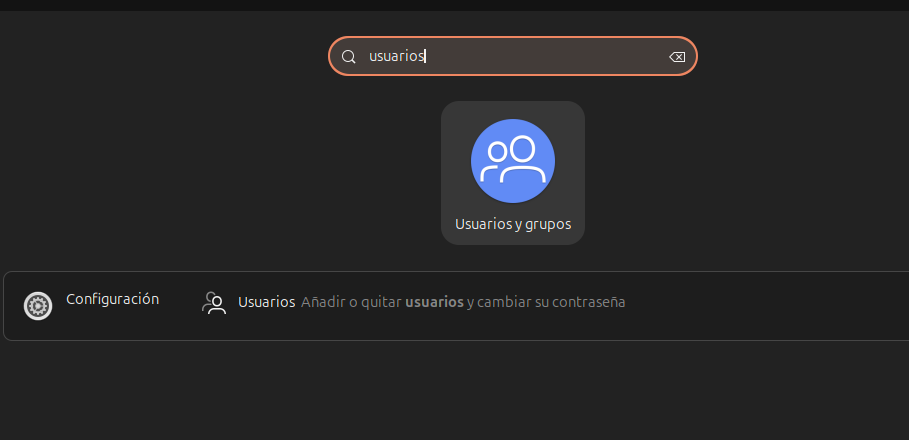 usuarios
Usuarios y grupos
Configuración
Usuarios Añadir o quitar usuarios y cambiar su contraseña